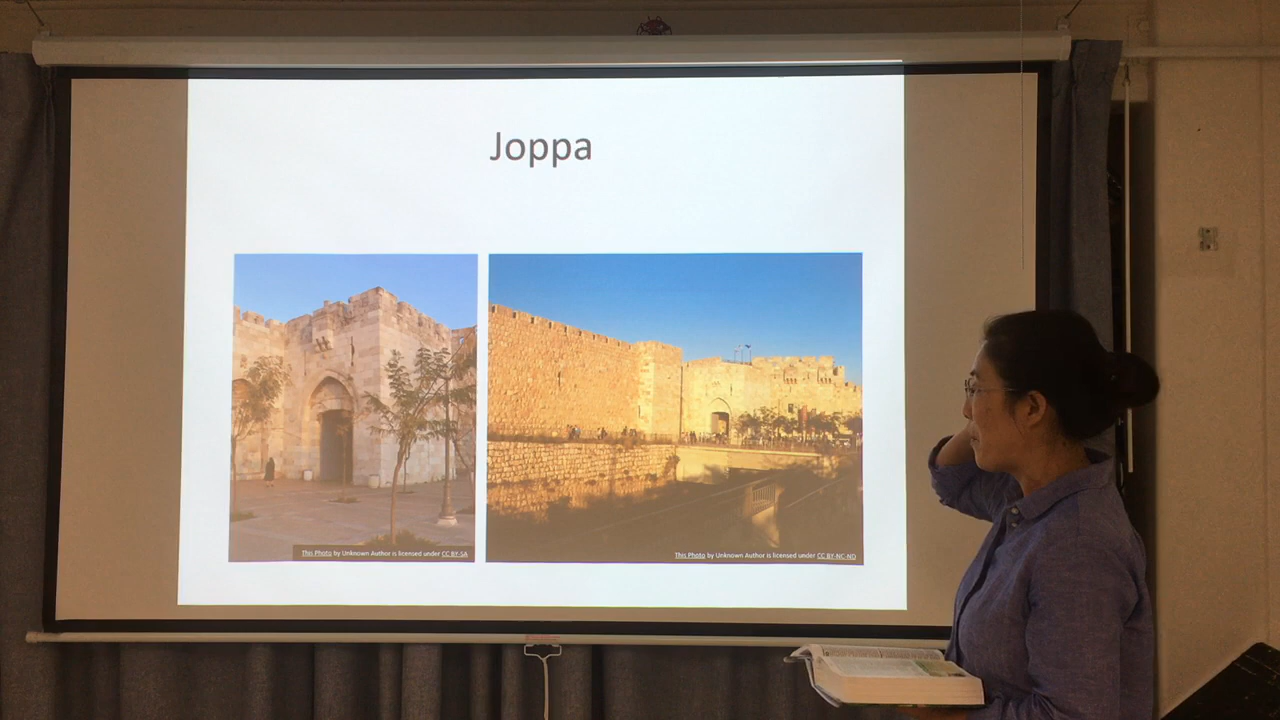 Joppa
This Photo by Unknown Author is licensed under CC BY-SA
This Photo by Unknown Author is licensed under CC BY-NC-ND